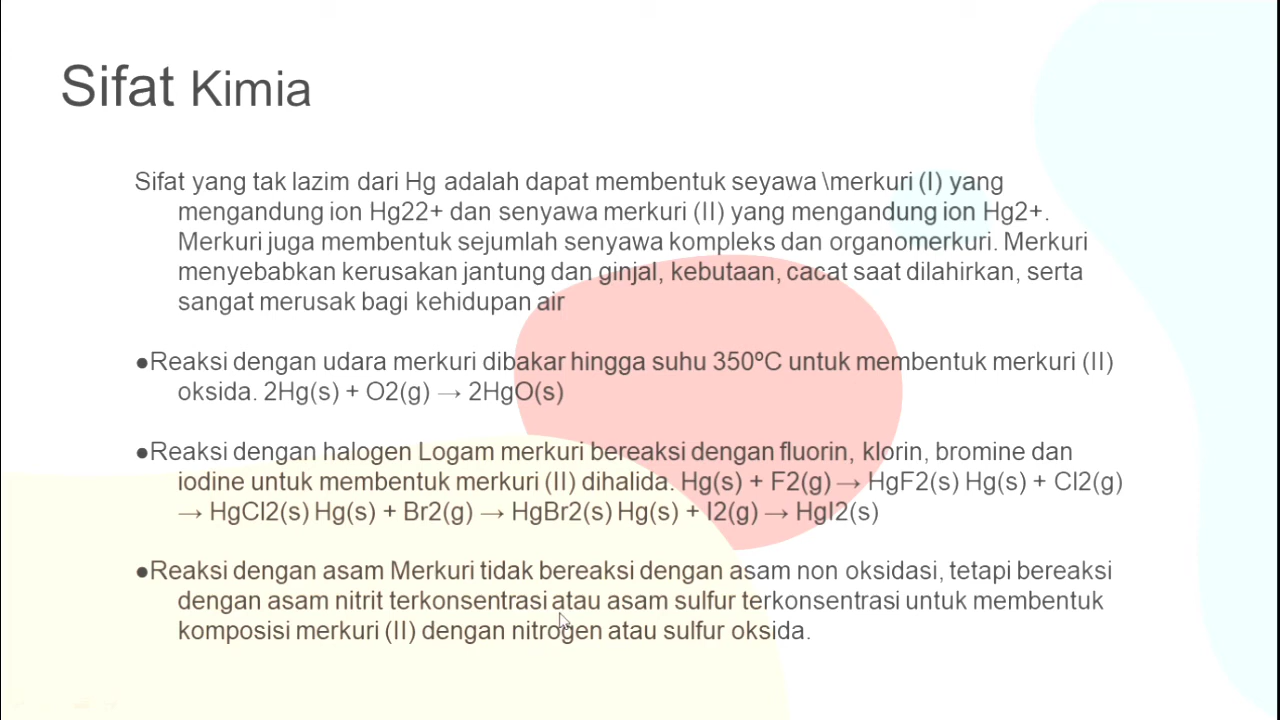 Sifat Kimia
Sifat yang tak lazim dari Hg adalah dapat membentuk seyawa \merkuri (I) yang
mengandung ion Hg22+ dan senyawa merkuri (II) yang mengandung ion Hg2+.
Merkuri juga membentuk sejumlah senyawa kompleks dan organomerkuri. Merkuri
menyebabkan kerusakan jantung dan ginjal, kebutaan, cacat saat dilahirkan, serta
sangat merusak bagi kehidupan air
●Reaksi dengan udara merkuri dibakar hingga suhu 350ºC untuk membentuk merkuri (II)
oksida. 2Hg(s) + O2(g) → 2HgO(s)
●Reaksi dengan halogen Logam merkuri bereaksi dengan fluorin, klorin, bromine dan
iodine untuk membentuk merkuri (II) dihalida. Hg(s) + F2(g) → HgF2(s) Hg(s) + Cl2(g)
→ HgCl2(s) Hg(s) + Br2(g) → HgBr2(s) Hg(s) + I2(g) → HgI2(s)
●Reaksi dengan asam Merkuri tidak bereaksi dengan asam non oksidasi, tetapi bereaksi
dengan asam nitrit terkonsentrasi atau asam sulfur terkonsentrasi untuk membentuk
komposisi merkuri (II) dengan nitrogen atau sulfur oksida.